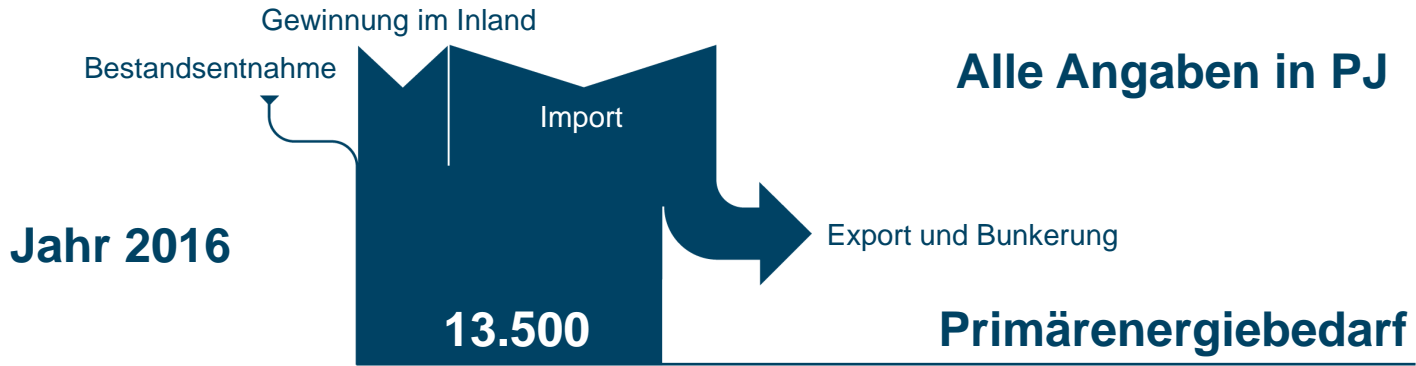 Gewinnung im Inland
Bestandsentnahme
Alle Angaben in PJ
Import
Jahr 2016
Export und Bunkerung
13.500
Primärenergiebedarf